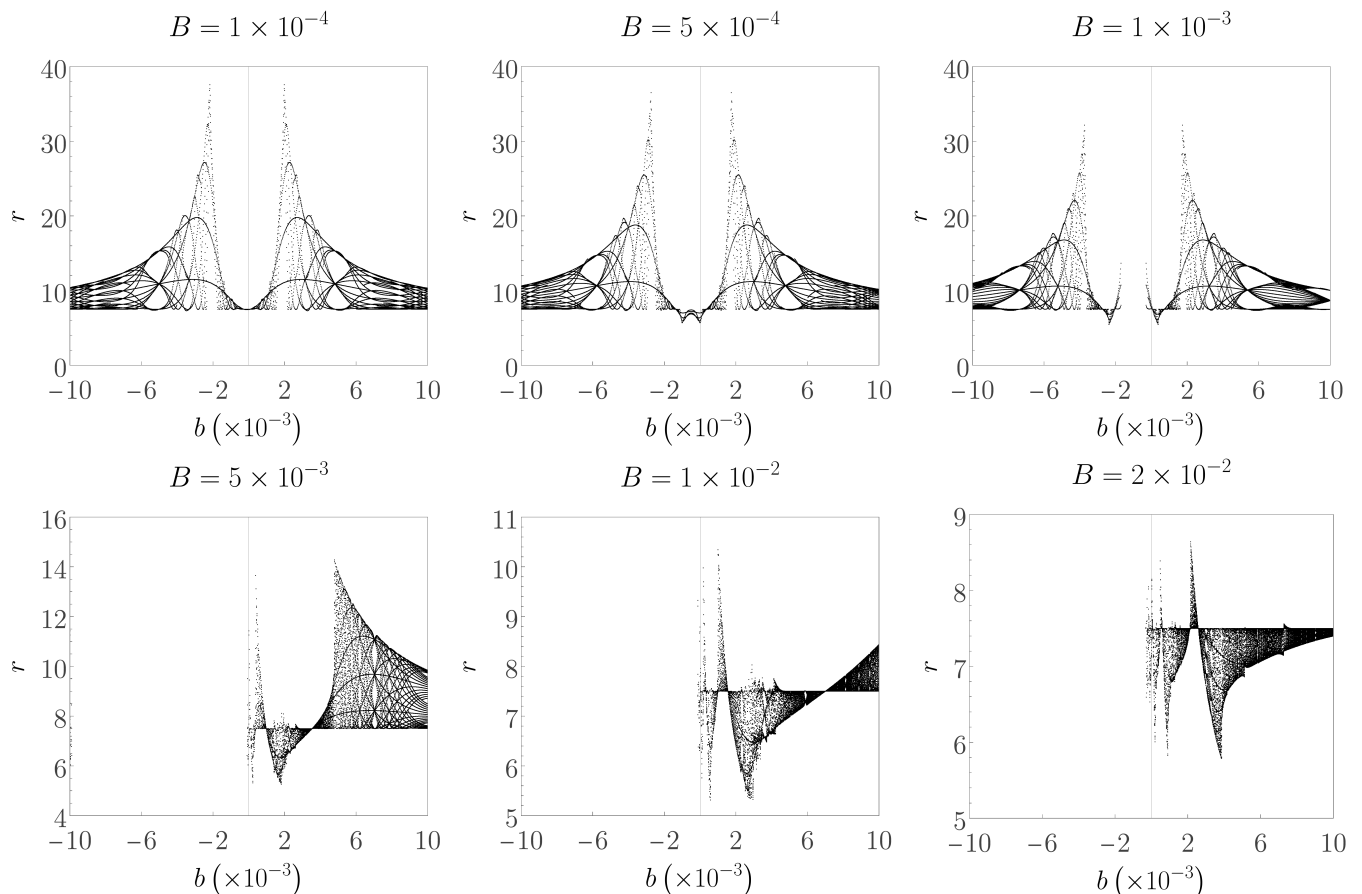 B = 1 × 10⁻⁴
B = 5 × 10⁻⁴
B = 1 × 10⁻³
40
30
20
10
0
r
−10 −6 −2 2 6 10
b (×10⁻³)
40
30
20
10
0
r
−10 −6 −2 2 6 10
b (×10⁻³)
40
30
20
10
0
r
−10 −6 −2 2 6 10
b (×10⁻³)
B = 5 × 10⁻³
B = 1 × 10⁻²
B = 2 × 10⁻²
16
14
12
10
8
6
4
r
−10 −6 −2 2 6 10
b (×10⁻³)
11
10
9
8
7
6
5
r
−10 −6 −2 2 6 10
b (×10⁻³)
9
8
7
6
5
r
−10 −6 −2 2 6 10
b (×10⁻³)